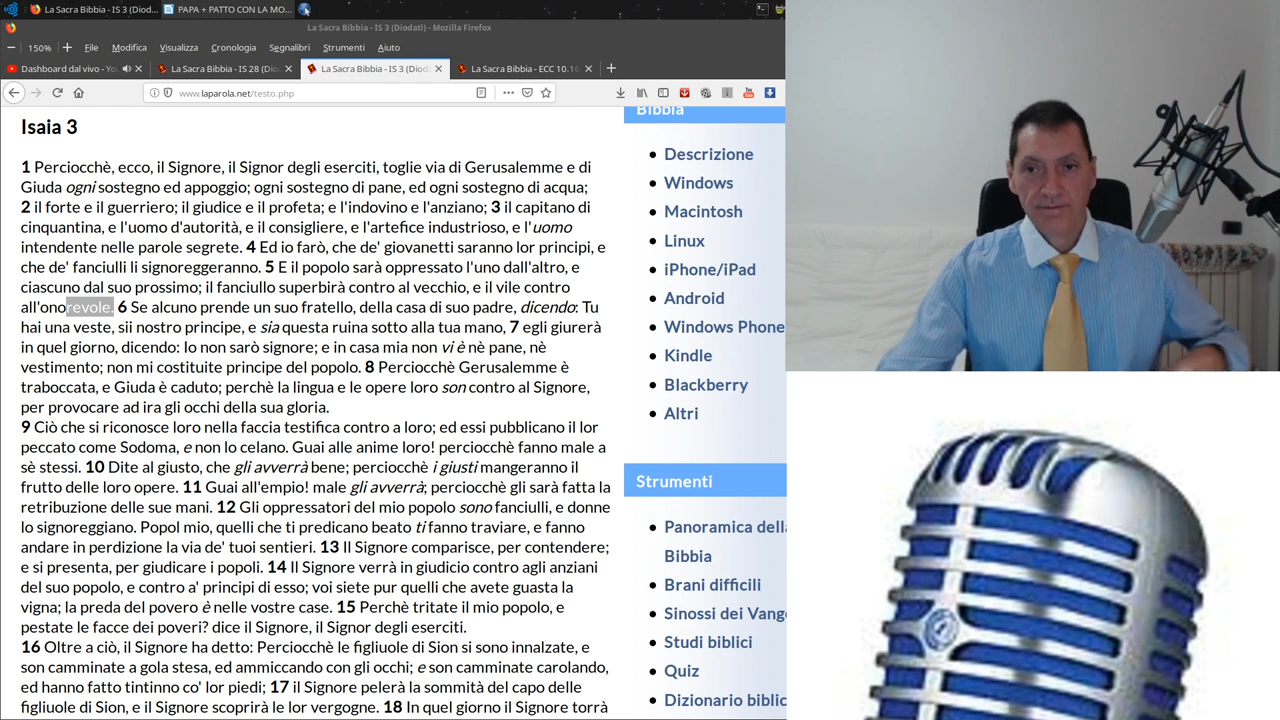 La Sacra Bibbia - IS 3 (Diod...
PAPA + PATTO CON LA MO...
La Sacra Bibbia - IS 3 (Diodati) - Mozilla Firefox
150%
File Modifica Visualizza Cronologia Segnalibri Strumenti Aiuto
Dashboard dal vivo - Yo
La Sacra Bibbia - IS 28 (Dio
La Sacra Bibbia - IS 3 (Dioda
La Sacra Bibbia - ECC 10.16
www.laparola.net/testo.php
Isaia 3
1 Perciocchè, ecco, il Signore, il Signor degli eserciti, toglie via di Gerusalemme e di
Giuda ogni sostegno ed appoggio; ogni sostegno di pane, ed ogni sostegno di acqua;
2 il forte e il guerriero; il giudice e il profeta; e l'indovino e l'anziano; 3 il capitano di
cinquantina, e l'uomo d'autorità, e il consigliere, e l'artefice industrioso, e l'uomo
intendente nelle parole segrete. 4 Ed io farò, che de' giovanetti saranno lor principi, e
che de' fanciulli li signoreggeranno. 5 E il popolo sarà oppressato l'uno dall'altro, e
ciascuno dal suo prossimo; il fanciullo superbirà contro al vecchio, e il vile contro
all'onorevole. 6 Se alcuno prende un suo fratello, della casa di suo padre, dicendo: Tu
hai una veste, sii nostro principe, e sia questa ruina sotto alla tua mano, 7 egli giurerà
in quel giorno, dicendo: Io non sarò signore; e in casa mia non vi è nè pane, nè
vestimento; non mi costituite principe del popolo. 8 Perciocchè Gerusalemme è
traboccata, e Giuda è caduto; perchè la lingua e le opere loro son contro al Signore,
per provocare ad ira gli occhi della sua gloria.
9 Ciò che si riconosce loro nella faccia testifica contro a loro; ed essi pubblicano il lor
peccato come Sodoma, e non lo celano. Guai alle anime loro! perciocchè fanno male a
sè stessi. 10 Dite al giusto, che gli avverrà bene; perciocchè i giusti mangeranno il
frutto delle loro opere. 11 Guai all'empio! male gli avverrà; perciocchè gli sarà fatta la
retribuzione delle sue mani. 12 Gli oppressatori del mio popolo sono fanciulli, e donne
lo signoreggiano. Popol mio, quelli che ti predicano beato ti fanno traviare, e fanno
andare in perdizione la via de' tuoi sentieri. 13 Il Signore comparisce, per contendere;
e si presenta, per giudicare i popoli. 14 Il Signore verrà in giudicio contro agli anziani
del suo popolo, e contro a' principi di esso; voi siete pur quelli che avete guasta la
vigna; la preda del povero è nelle vostre case. 15 Perchè tritate il mio popolo, e
pestate le facce dei poveri? dice il Signore, il Signor degli eserciti.
16 Oltre a ciò, il Signore ha detto: Perciocchè le figliuole di Sion si sono innalzate, e
son camminate a gola stesa, ed ammiccando con gli occhi; e son camminate carolando,
ed hanno fatto tintinno co' lor piedi; 17 il Signore pelerà la sommità del capo delle
figliuole di Sion, e il Signore scoprirà le lor vergogne. 18 In quel giorno il Signore torrà
Bibbia
Descrizione
Windows
Macintosh
Linux
iPhone/iPad
Android
Windows Phone
Kindle
Blackberry
Altri
Strumenti
Panoramica della
Bibbia
Brani difficili
Sinossi dei Vange
Studi biblici
Quiz
Dizionario biblic